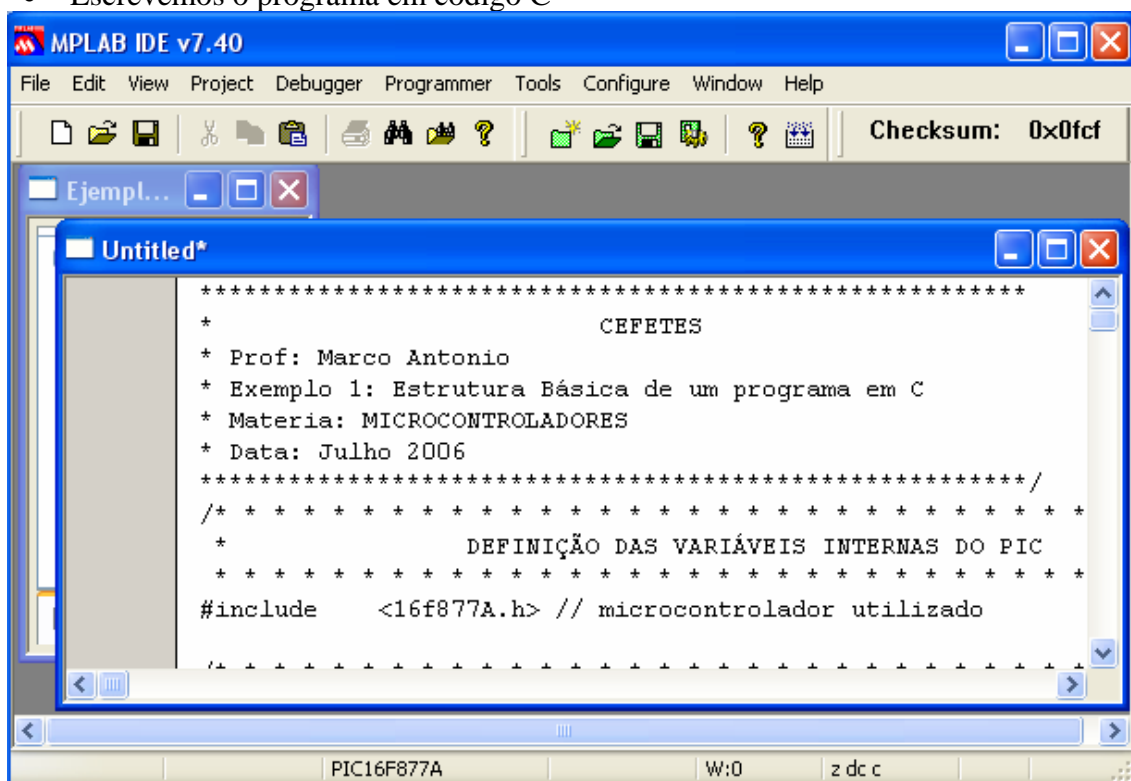 • Escrevemos o programa em código C
MPLAB IDE v7.40
File Edit View Project Debugger Programmer Tools Configure Window Help
Checksum: 0x0fcf
Ejempl...
Untitled*
*********************************************************
* CEFETES
* Prof: Marco Antonio
* Exemplo 1: Estrutura Básica de um programa em C
* Materia: MICROCONTROLADORES
* Data: Julho 2006
*********************************************************/
/* * * * * * * * * * * * * * * * * * * * * * * * * * * * * *
* DEFINIÇÃO DAS VARIÁVEIS INTERNAS DO PIC
* * * * * * * * * * * * * * * * * * * * * * * * * * * * * *
#include <16f877A.h> // microcontrolador utilizado
/* * * * * * * * * * * * * * * * * * * * * * * * * * * * * *
PIC16F877A W:0 z dc c